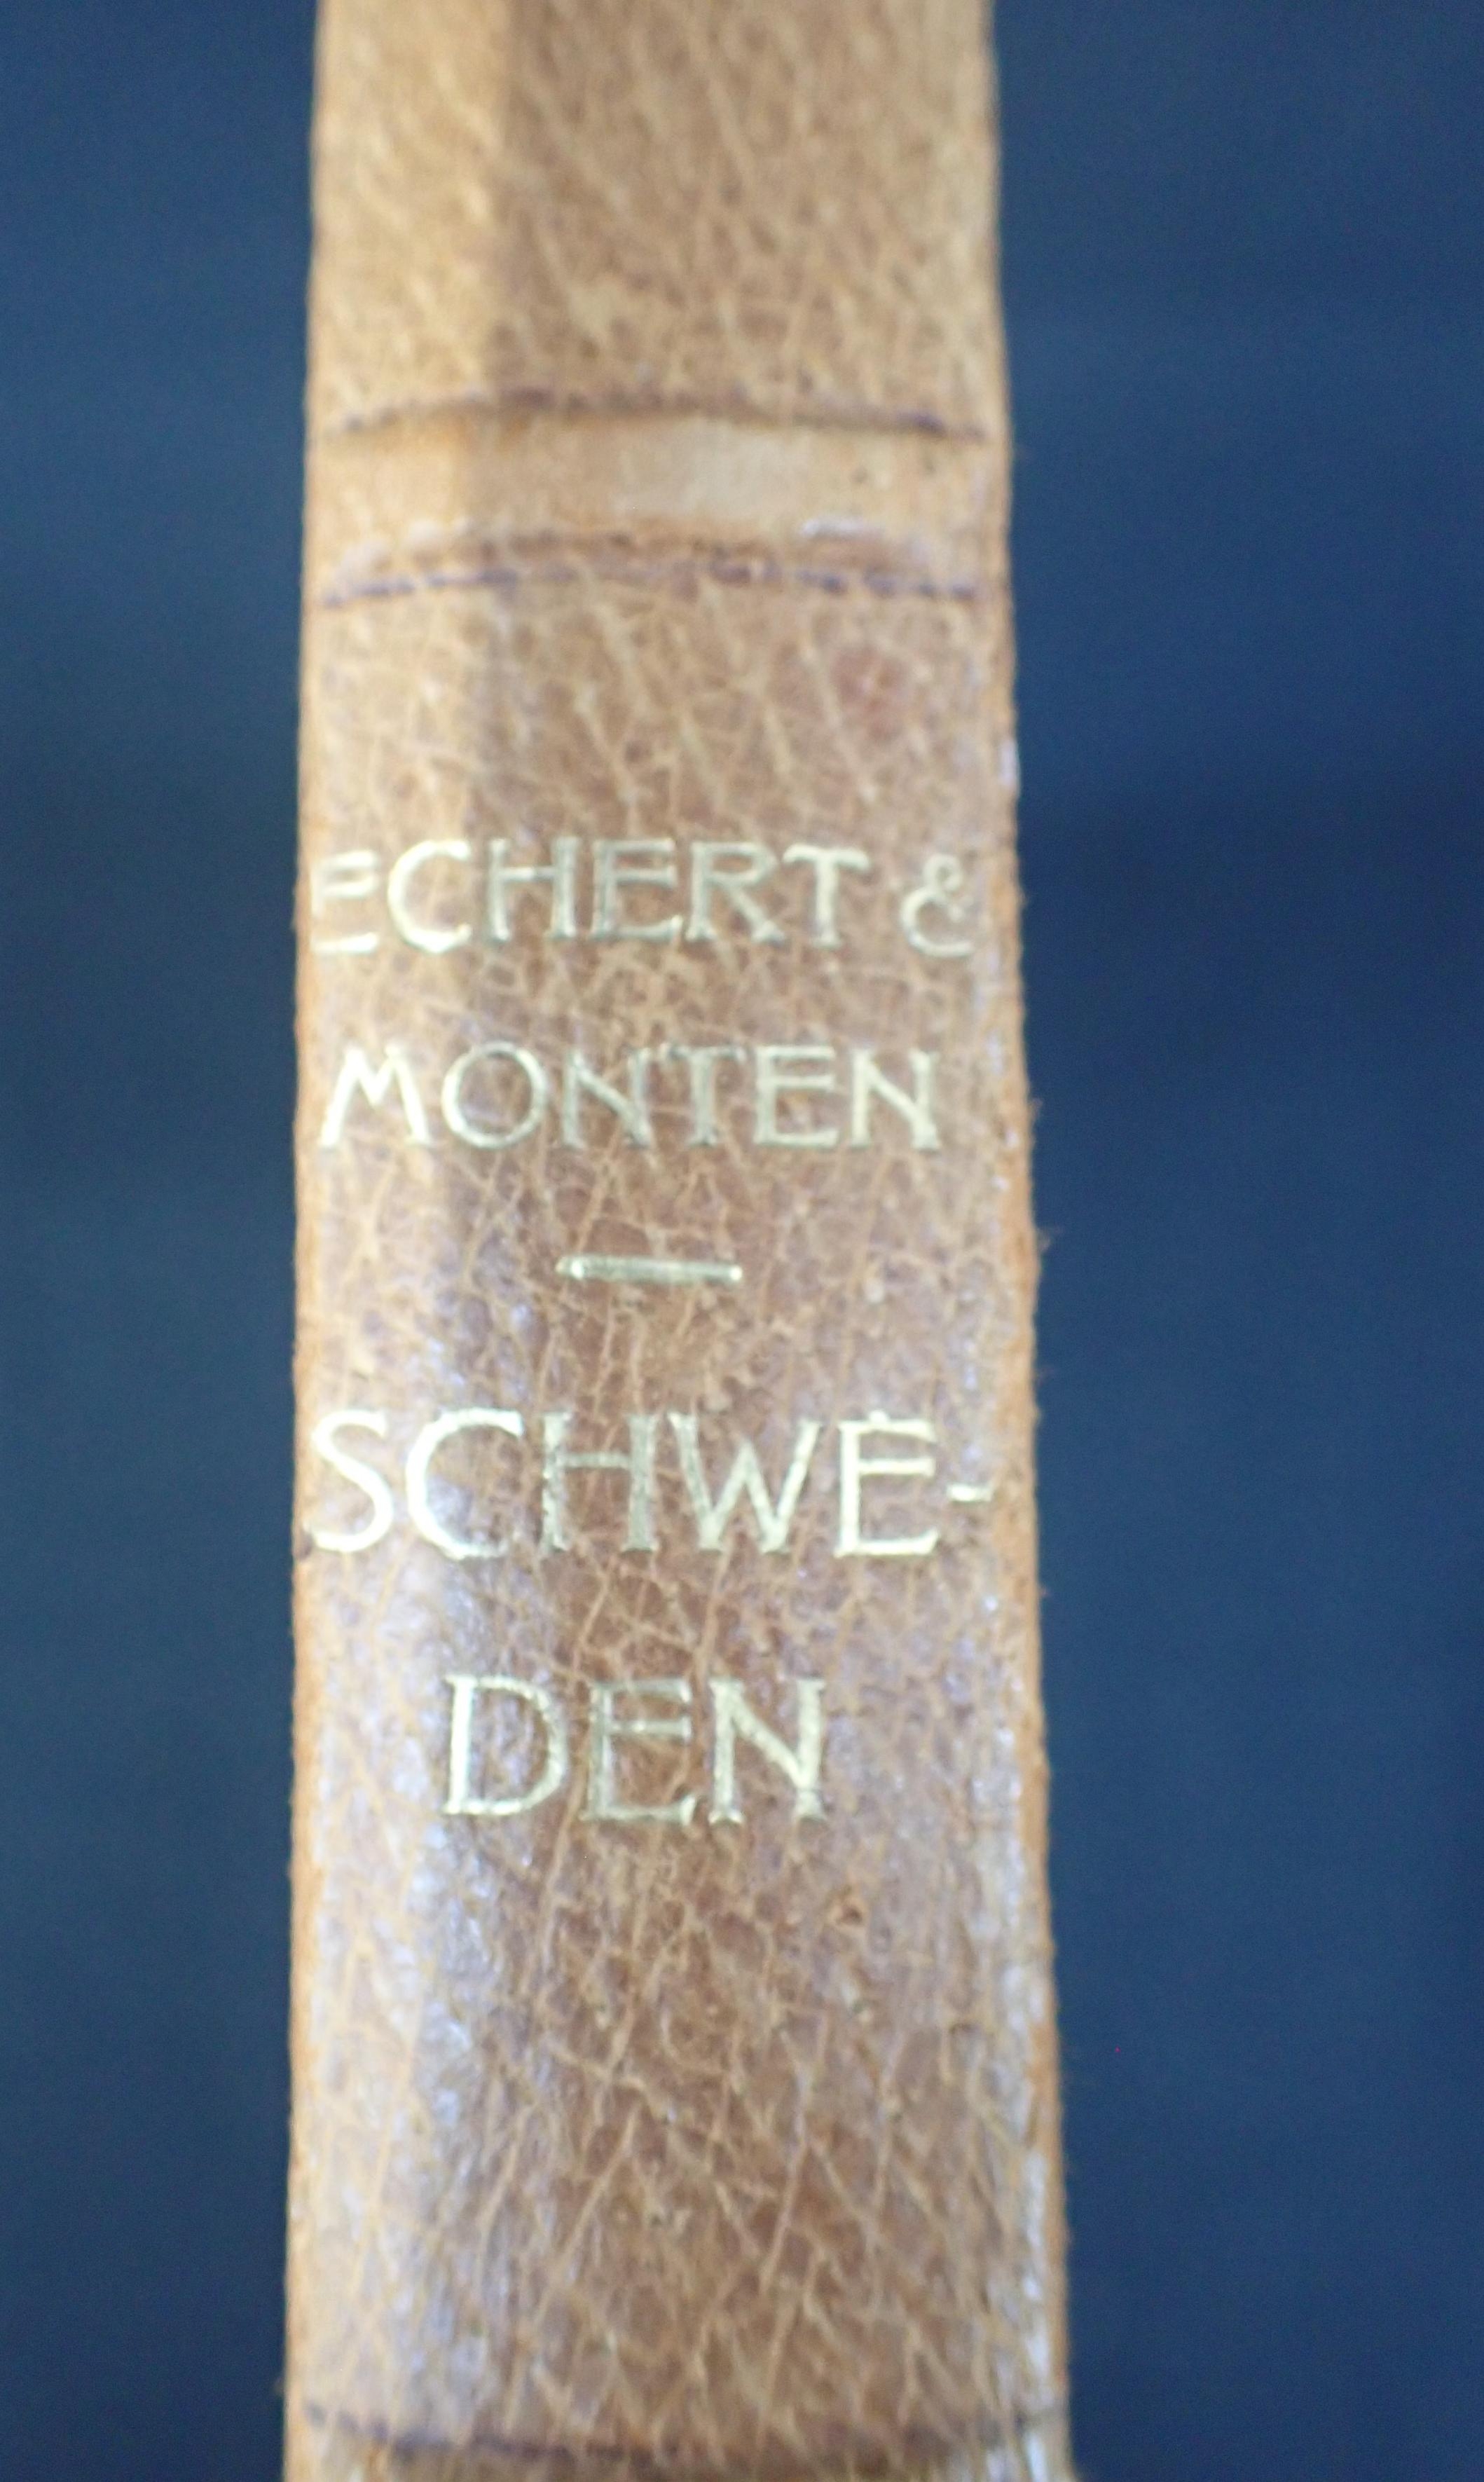 ECHERT &
MONTEN
—
SCHWE-
DEN